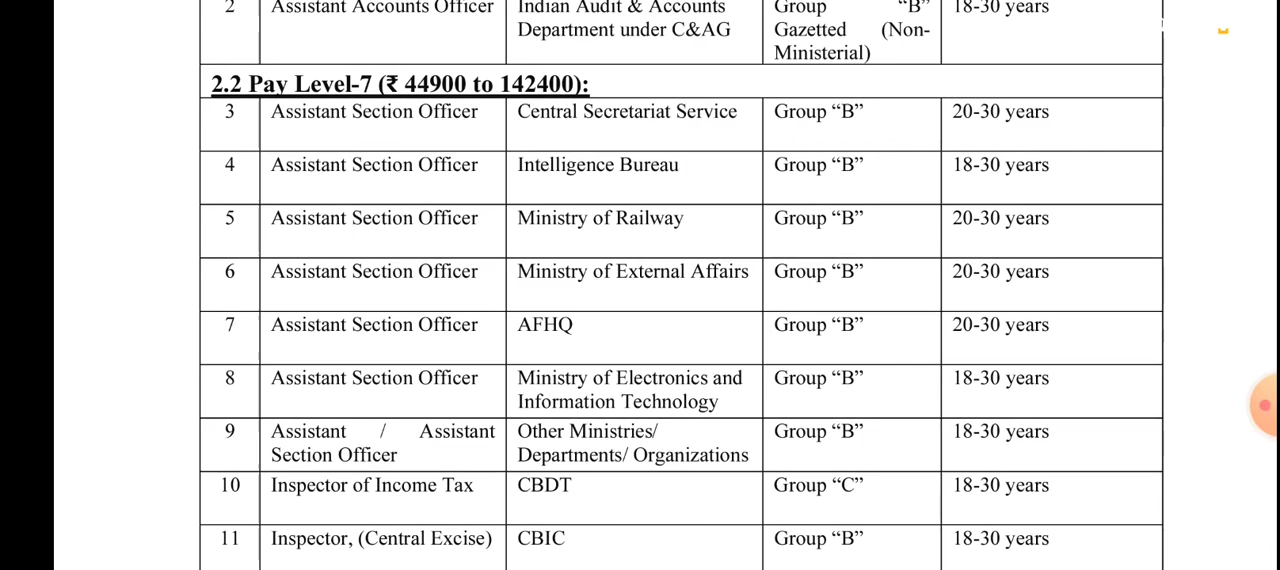 2 Assistant Accounts Officer Indian Audit & Accounts Group “B” 18-30 years
Department under C&AG Gazetted (Non-
Ministerial)
2.2 Pay Level-7 (₹ 44900 to 142400):
3 Assistant Section Officer Central Secretariat Service Group “B” 20-30 years
4 Assistant Section Officer Intelligence Bureau Group “B” 18-30 years
5 Assistant Section Officer Ministry of Railway Group “B” 20-30 years
6 Assistant Section Officer Ministry of External Affairs Group “B” 20-30 years
7 Assistant Section Officer AFHQ Group “B” 20-30 years
8 Assistant Section Officer Ministry of Electronics and Group “B” 18-30 years
Information Technology
9 Assistant / Assistant Other Ministries/ Group “B” 18-30 years
Section Officer Departments/ Organizations
10 Inspector of Income Tax CBDT Group “C” 18-30 years
11 Inspector, (Central Excise) CBIC Group “B” 18-30 years